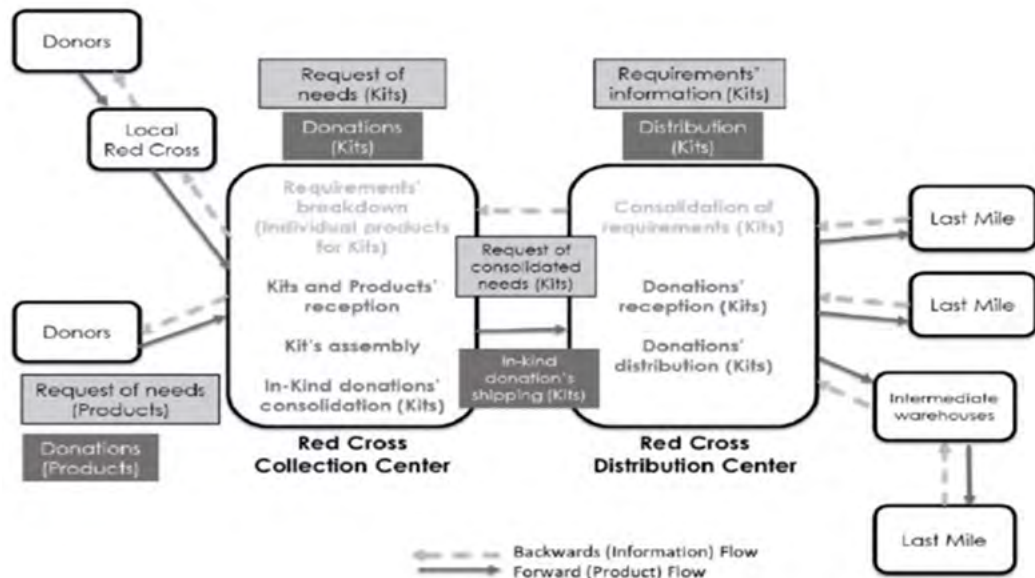 Donors
Local
Red Cross
Request of
needs (Kits)
Donations
(Kits)
Requirements'
information (Kits)
Distribution
(Kits)
Requirements'
breakdown
(Individual products
for Kits)
Kits and Products'
reception
Kit's assembly
In-Kind donations'
consolidation (Kits)
Red Cross
Collection Center
Request of
consolidated
needs (Kits)
In-kind
donation's
shipping (Kits)
Consolidation of
requirements (Kits)
Donations'
reception (Kits)
Donations'
distribution (Kits)
Red Cross
Distribution Center
Donors
Request of needs
(Products)
Donations
(Products)
Last Mile
Last Mile
Intermediate
warehouses
Last Mile
Backwards (Information) Flow
Forward (Product) Flow